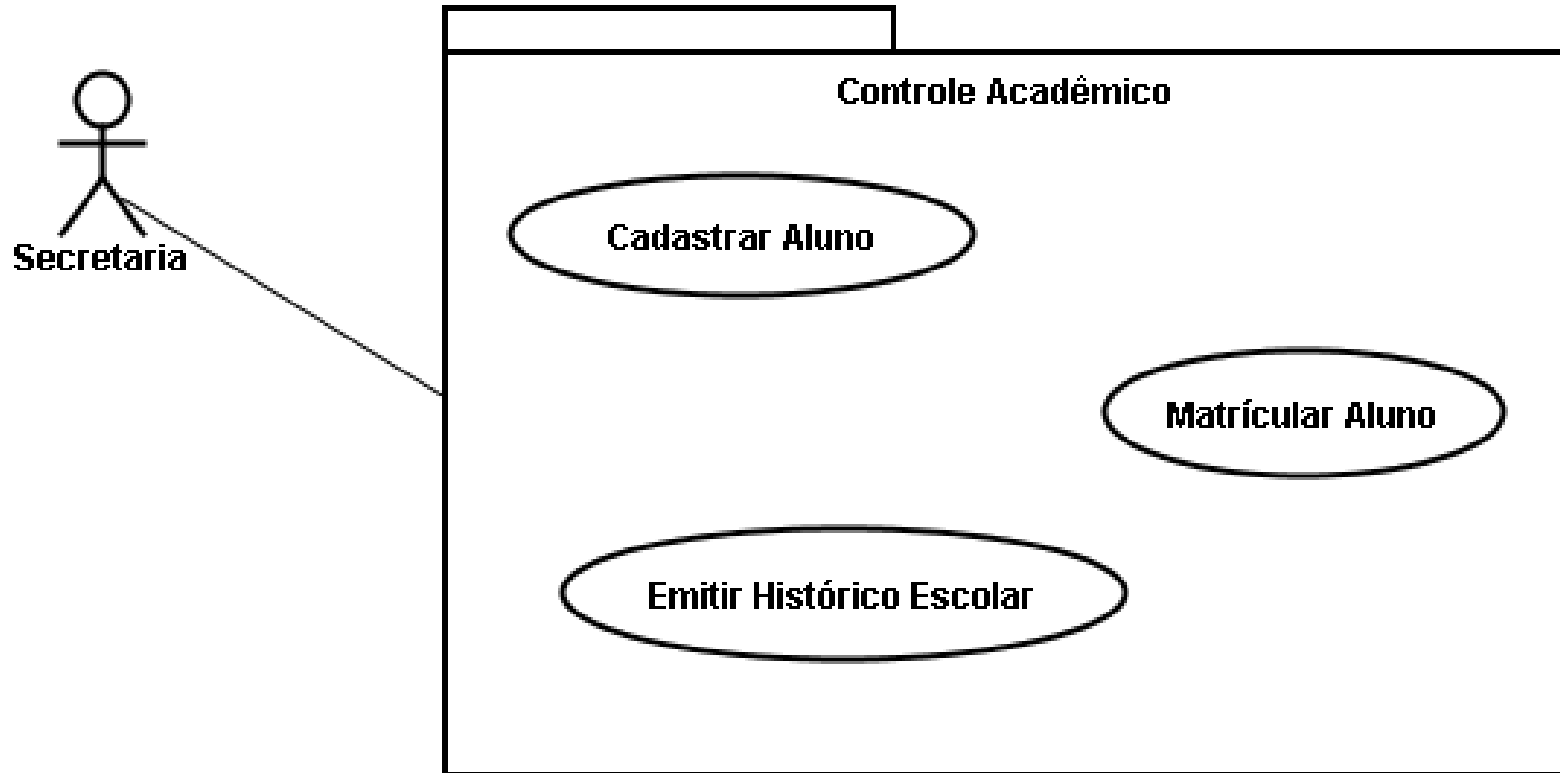 Controle Acadêmico
Secretaria
Cadastrar Aluno
Matrícular Aluno
Emitir Histórico Escolar